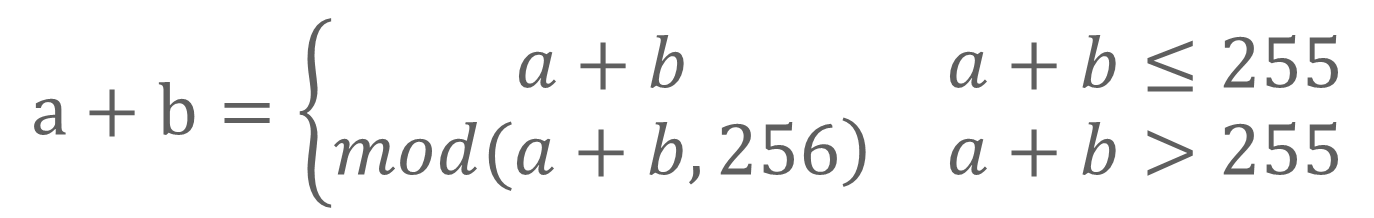 a + b = { a + b    a + b ≤ 255
mod(a + b, 256)    a + b > 255